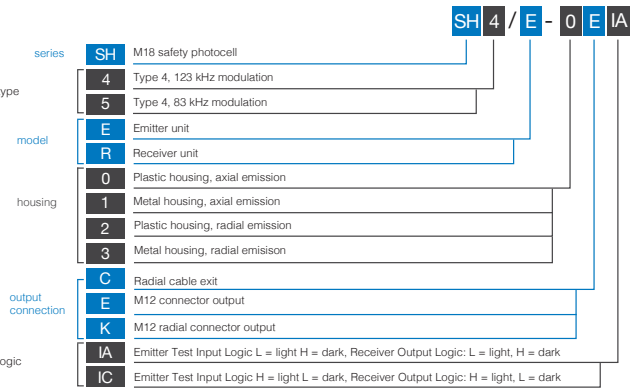 SH 4 / E - 0 E IA
series SH M18 safety photocell
4 Type 4, 123 kHz modulation
ype
5 Type 4, 83 kHz modulation
E Emitter unit
model
R Receiver unit
0 Plastic housing, axial emission
housing 1 Metal housing, axial emission
2 Plastic housing, radial emission
3 Metal housing, radial emisison
C Radial cable exit
output
connection
E M12 connector output
K M12 radial connector output
IA Emitter Test Input Logic L = light H = dark, Receiver Output Logic: L = light, H = dark
ogic
IC Emitter Test Input Logic H = light L = dark, Receiver Output Logic: H = light, L = dark